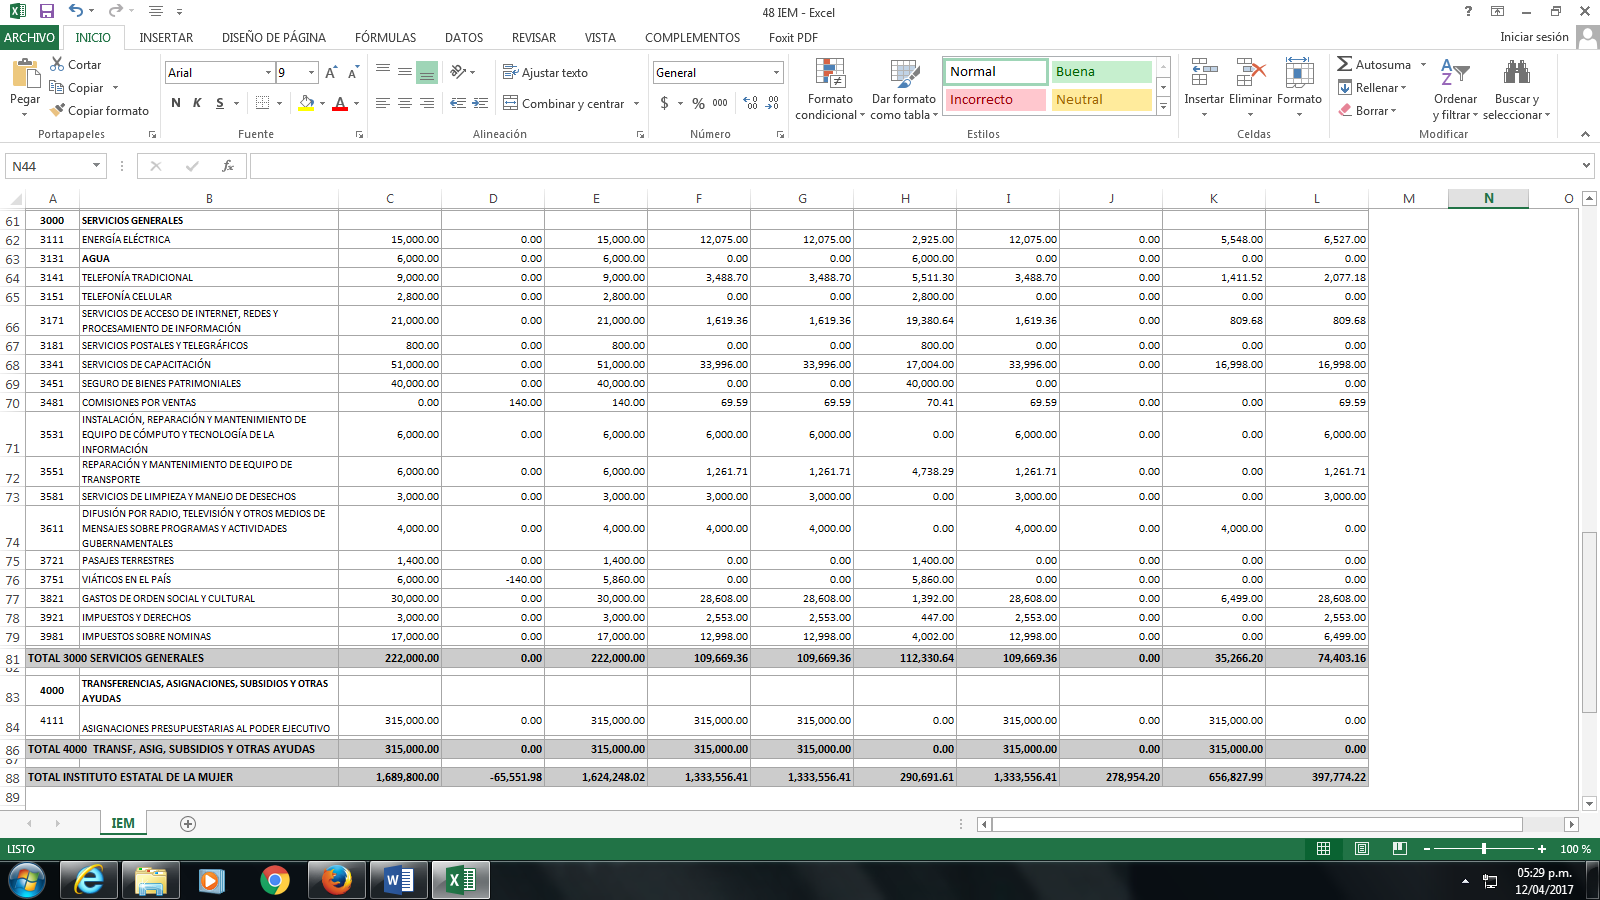 48 IEM - Excel
ARCHIVO INICIO INSERTAR DISEÑO DE PÁGINA FÓRMULAS DATOS REVISAR VISTA COMPLEMENTOS Foxit PDF Iniciar sesión
Pegar
Cortar
Copiar
Copiar formato
Portapapeles
Arial 9
N K S
Fuente
Ajustar texto
Combinar y centrar
Alineación
General
$ % 000
Número
Formato condicional
Dar formato como tabla
Normal Buena
Incorrecto Neutral
Estilos
Insertar Eliminar Formato
Celdas
Autosuma
Rellenar
Borrar
Ordenar y filtrar
Buscar y seleccionar
Modificar
N44 fx
A B C D E F G H I J K L M N O
61 3000 SERVICIOS GENERALES
62 3111 ENERGÍA ELÉCTRICA 15,000.00 0.00 15,000.00 12,075.00 12,075.00 2,925.00 12,075.00 0.00 5,548.00 6,527.00
63 3131 AGUA 6,000.00 0.00 6,000.00 0.00 0.00 6,000.00 0.00 0.00 0.00 0.00
64 3141 TELEFONÍA TRADICIONAL 9,000.00 0.00 9,000.00 3,488.70 3,488.70 5,511.30 3,488.70 0.00 1,411.52 2,077.18
65 3151 TELEFONÍA CELULAR 2,800.00 0.00 2,800.00 0.00 0.00 2,800.00 0.00 0.00 0.00 0.00
66 3171 SERVICIOS DE ACCESO DE INTERNET, REDES Y
PROCESAMIENTO DE INFORMACIÓN 21,000.00 0.00 21,000.00 1,619.36 1,619.36 19,380.64 1,619.36 0.00 809.68 809.68
67 3181 SERVICIOS POSTALES Y TELEGRÁFICOS 800.00 0.00 800.00 0.00 0.00 800.00 0.00 0.00 0.00 0.00
68 3341 SERVICIOS DE CAPACITACIÓN 51,000.00 0.00 51,000.00 33,996.00 33,996.00 17,004.00 33,996.00 0.00 16,998.00 16,998.00
69 3451 SEGURO DE BIENES PATRIMONIALES 40,000.00 0.00 40,000.00 0.00 0.00 40,000.00 0.00 0.00
70 3481 COMISIONES POR VENTAS 0.00 140.00 140.00 69.59 69.59 70.41 69.59 0.00 0.00 69.59
71 3531 INSTALACIÓN, REPARACIÓN Y MANTENIMIENTO DE
EQUIPO DE CÓMPUTO Y TECNOLOGÍA DE LA
INFORMACIÓN 6,000.00 0.00 6,000.00 6,000.00 6,000.00 0.00 6,000.00 0.00 0.00 6,000.00
72 3551 REPARACIÓN Y MANTENIMIENTO DE EQUIPO DE
TRANSPORTE 6,000.00 0.00 6,000.00 1,261.71 1,261.71 4,738.29 1,261.71 0.00 0.00 1,261.71
73 3581 SERVICIOS DE LIMPIEZA Y MANEJO DE DESECHOS 3,000.00 0.00 3,000.00 3,000.00 3,000.00 0.00 3,000.00 0.00 0.00 3,000.00
74 3611 DIFUSIÓN POR RADIO, TELEVISIÓN Y OTROS MEDIOS DE
MENSAJES SOBRE PROGRAMAS Y ACTIVIDADES
GUBERNAMENTALES 4,000.00 0.00 4,000.00 4,000.00 4,000.00 0.00 4,000.00 0.00 4,000.00 0.00
75 3721 PASAJES TERRESTRES 1,400.00 0.00 1,400.00 0.00 0.00 1,400.00 0.00 0.00 0.00 0.00
76 3751 VIÁTICOS EN EL PAÍS 6,000.00 -140.00 5,860.00 0.00 0.00 5,860.00 0.00 0.00 0.00 0.00
77 3821 GASTOS DE ORDEN SOCIAL Y CULTURAL 30,000.00 0.00 30,000.00 28,608.00 28,608.00 1,392.00 28,608.00 0.00 6,499.00 28,608.00
78 3921 IMPUESTOS Y DERECHOS 3,000.00 0.00 3,000.00 2,553.00 2,553.00 447.00 2,553.00 0.00 0.00 2,553.00
79 3981 IMPUESTOS SOBRE NOMINAS 17,000.00 0.00 17,000.00 12,998.00 12,998.00 4,002.00 12,998.00 0.00 0.00 6,499.00
81 TOTAL 3000 SERVICIOS GENERALES 222,000.00 0.00 222,000.00 109,669.36 109,669.36 112,330.64 109,669.36 0.00 35,266.20 74,403.16
82
83 4000 TRANSFERENCIAS, ASIGNACIONES, SUBSIDIOS Y OTRAS
AYUDAS
84 4111 ASIGNACIONES PRESUPUESTARIAS AL PODER EJECUTIVO 315,000.00 0.00 315,000.00 315,000.00 315,000.00 0.00 315,000.00 0.00 315,000.00 0.00
86 TOTAL 4000 TRANSF, ASIG, SUBSIDIOS Y OTRAS AYUDAS 315,000.00 0.00 315,000.00 315,000.00 315,000.00 0.00 315,000.00 0.00 315,000.00 0.00
87
88 TOTAL INSTITUTO ESTATAL DE LA MUJER 1,689,800.00 -65,551.98 1,624,248.02 1,333,556.41 1,333,556.41 290,691.61 1,333,556.41 278,954.20 656,827.99 397,774.22
89
IEM
LISTO 100 %
05:29 p.m.
12/04/2017